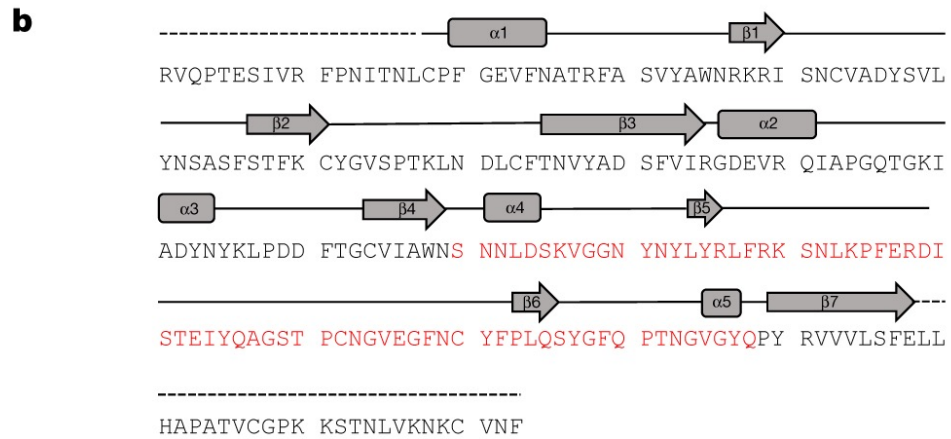 b
α1 β1
RVQPTESIVR FPNITNLCPF GEVFNATRFA SVYAWNRKRI SNCVADYSVL
β2 β3 α2
YNSASFSTFK CYGVSPTKLN DLCFTNVYAD SFVIRGDEVR QIAPGQTGKI
α3 β4 α4 β5
ADYNYKLPDD FTGCVIAWNS NNLDSKVGGN YNYLYRLFRK SNLKPFERDI
β6 α5 β7
STEIYQAGST PCNGVEGFNC YFPLQSYGFQ PTNGVGYQPY RVVVLSFELL
HAPATVCGPK KSTNLVKNKC VNF